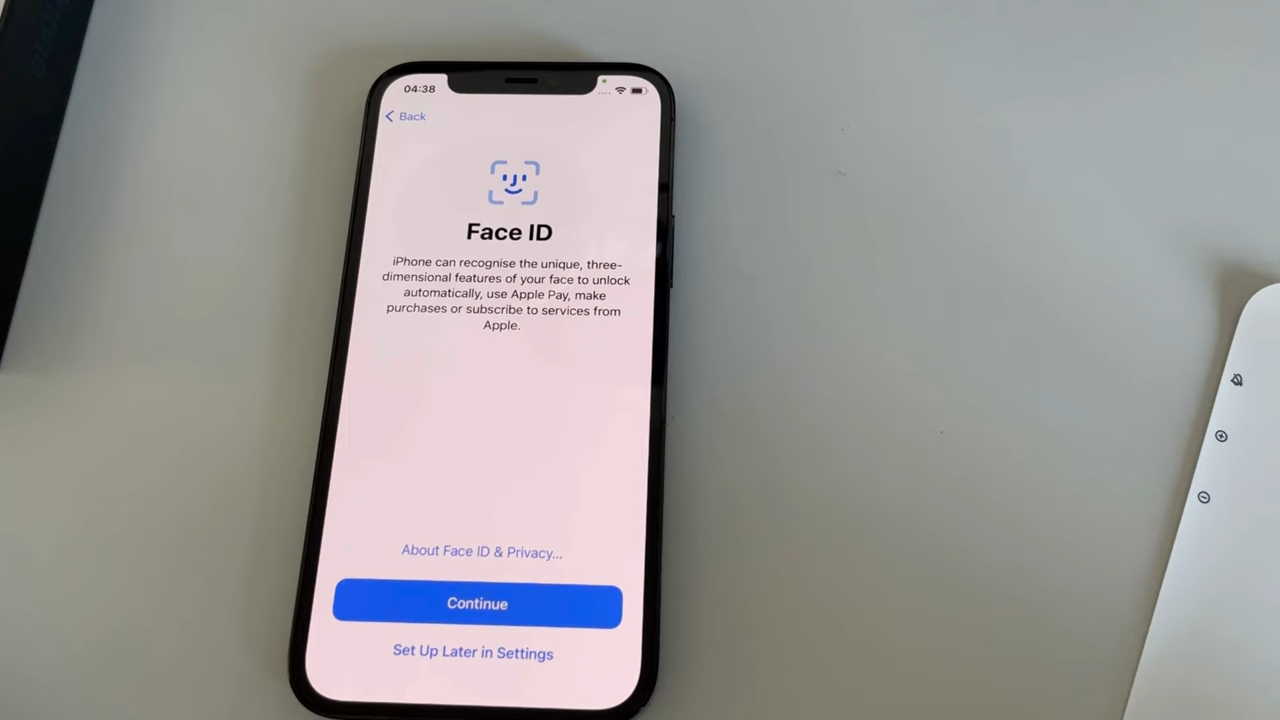 04:38
Back
Face ID
iPhone can recognise the unique, three-
dimensional features of your face to unlock
automatically, use Apple Pay, make
purchases or subscribe to services from
Apple.
About Face ID & Privacy...
Continue
Set Up Later in Settings